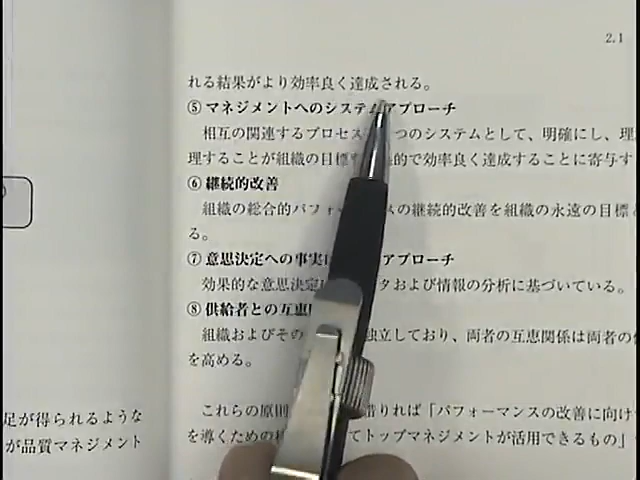 2.1
れる結果がより効率良く達成される。
⑤ マネジメントへのシステムアプローチ
相互の関連するプロセス つのシステムとして、明確にし、理
理することが組織の目標 的で効率良く達成することに寄与す
⑥ 継続的改善
組織の総合的パフォ の継続的改善を組織の永遠の目標と
る。
⑦ 意思決定への事実 アプローチ
効果的な意思決定 タおよび情報の分析に基づいている。
⑧ 供給者との互恵
組織およびその 独立しており、両者の互恵関係は両者の
を高める。
これらの原則 借りれば「パフォーマンスの改善に向け
を導くための てトップマネジメントが活用できるもの」
足が得られるような
が品質マネジメント